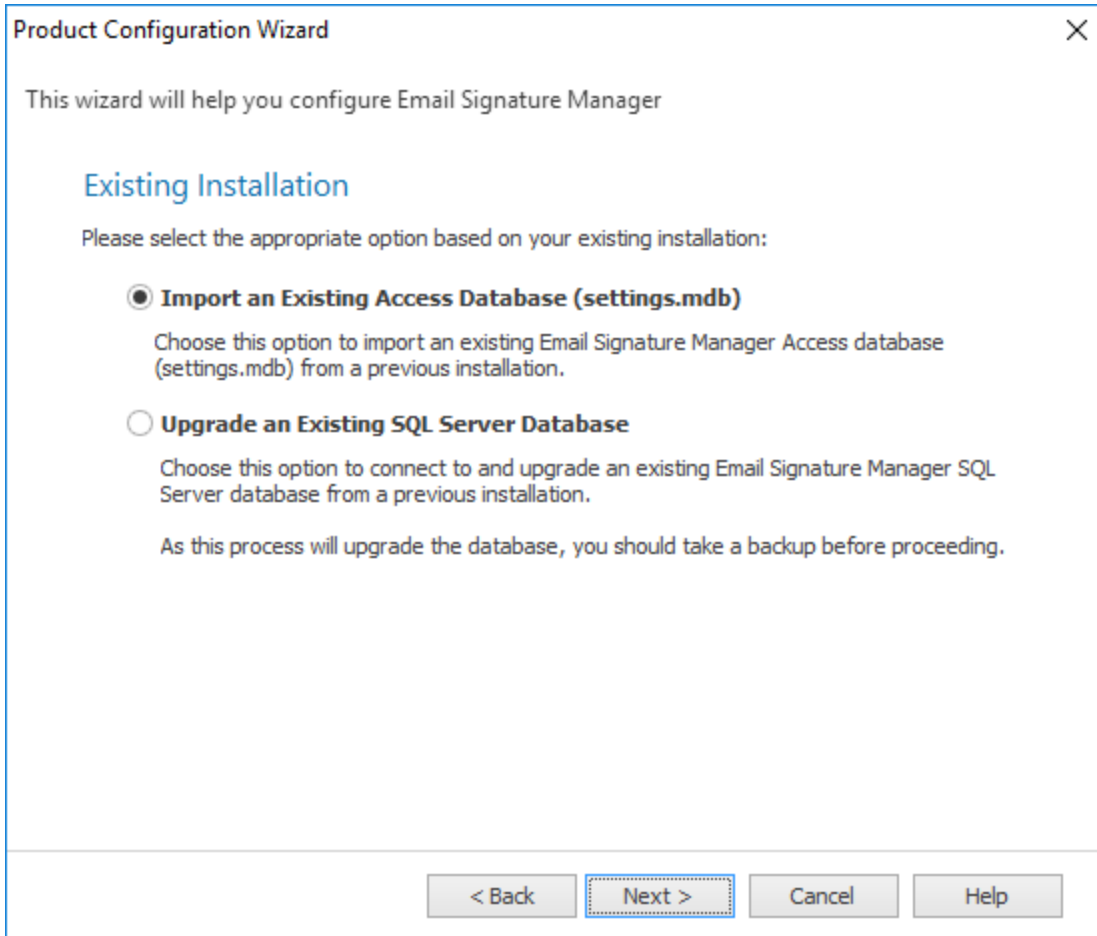 Product Configuration Wizard
This wizard will help you configure Email Signature Manager
Existing Installation
Please select the appropriate option based on your existing installation:
Import an Existing Access Database (settings.mdb)
Choose this option to import an existing Email Signature Manager Access database
(settings.mdb) from a previous installation.
Upgrade an Existing SQL Server Database
Choose this option to connect to and upgrade an existing Email Signature Manager SQL
Server database from a previous installation.
As this process will upgrade the database, you should take a backup before proceeding.
< Back Next > Cancel Help